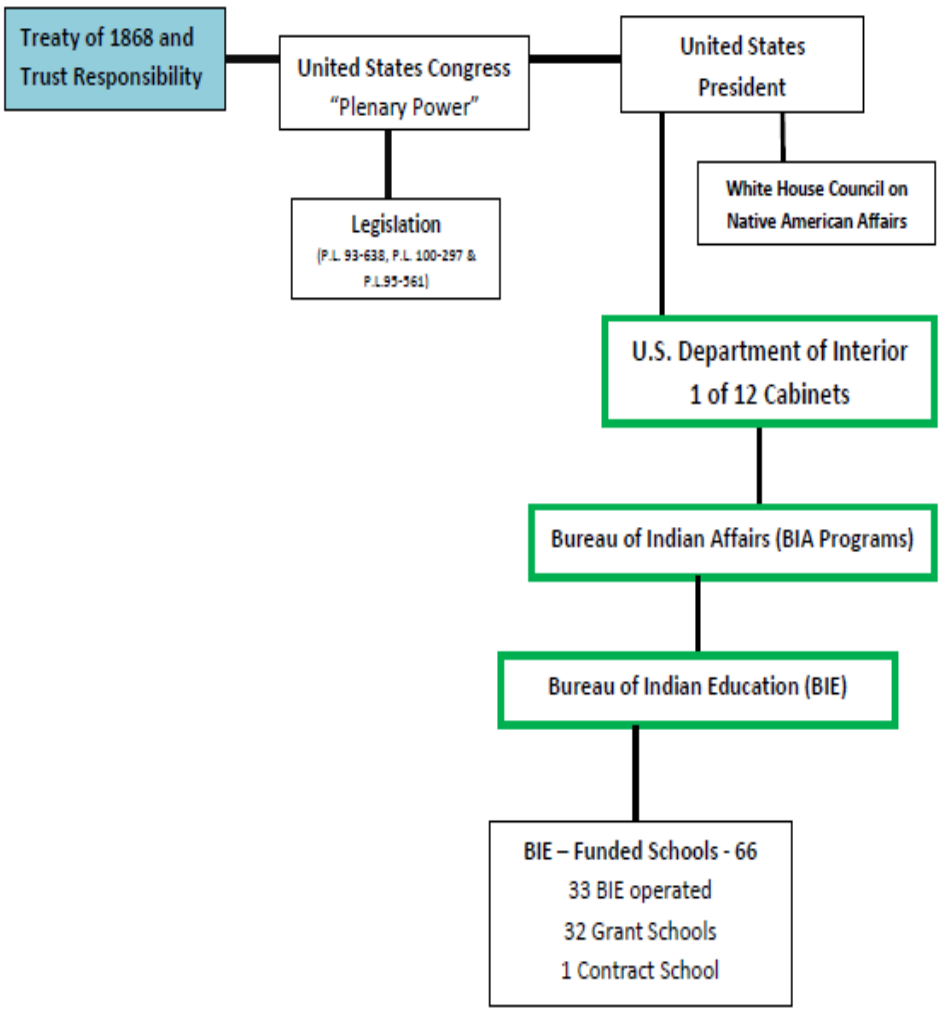 Treaty of 1868 and
Trust Responsibility
United States Congress
“Plenary Power”
United States
President
White House Council on
Native American Affairs
Legislation
(P.L. 93-638, P.L. 100-297 &
P.L.95-561)
U.S. Department of Interior
1 of 12 Cabinets
Bureau of Indian Affairs (BIA Programs)
Bureau of Indian Education (BIE)
BIE – Funded Schools - 66
33 BIE operated
32 Grant Schools
1 Contract School